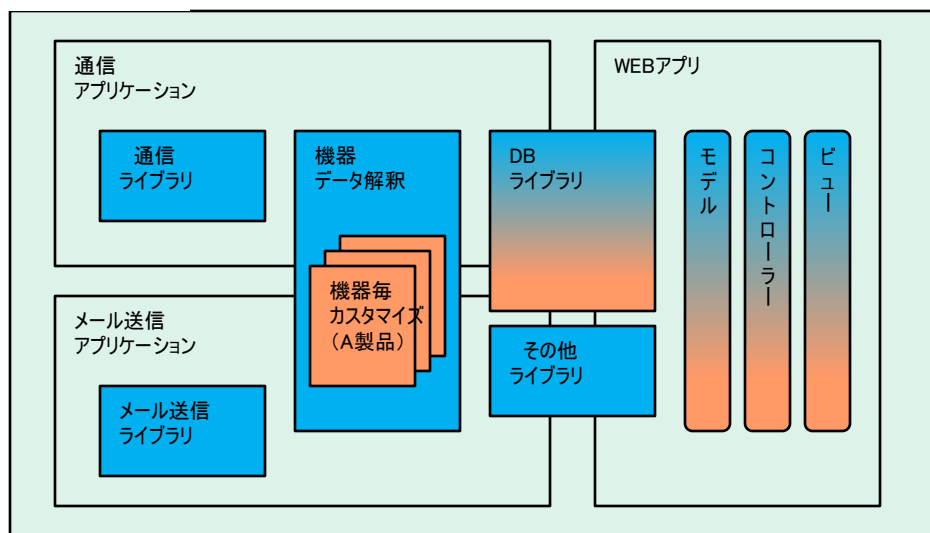 通信
アプリケーション
通信
ライブラリ
機器
データ解釈
機器毎
カスタマイズ
（A製品）
メール送信
アプリケーション
メール送信
ライブラリ
DB
ライブラリ
その他
ライブラリ
WEBアプリ
モデル
コントローラー
ビュー